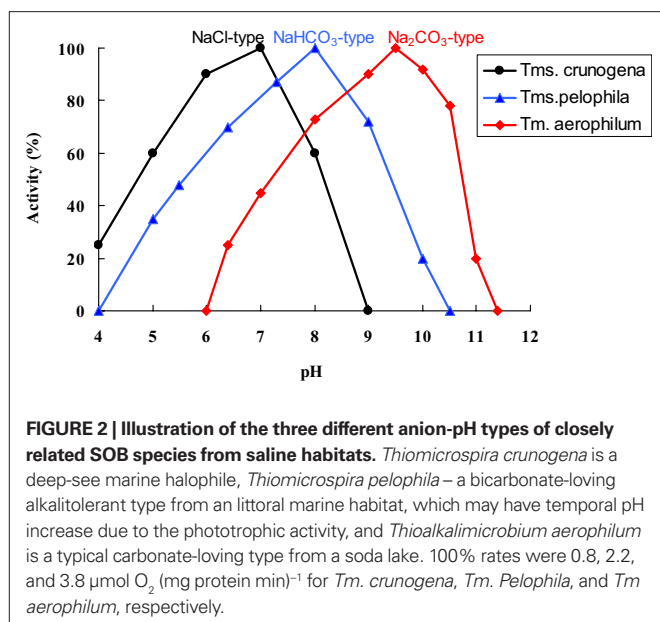 NaCl-type NaHCO₃-type Na₂CO₃-type
100
80
60
40
20
0
Activity (%)
4 5 6 7 8 9 10 11 12
pH
Tms. crunogena
Tms.pelophila
Tm. aerophilum
FIGURE 2 | Illustration of the three different anion-pH types of closely
related SOB species from saline habitats. Thiomicrospira crunogena is a
deep-see marine halophile, Thiomicrospira pelophila – a bicarbonate-loving
alkalitolerant type from an littoral marine habitat, which may have temporal pH
increase due to the phototrophic activity, and Thioalkalimicrobium aerophilum
is a typical carbonate-loving type from a soda lake. 100% rates were 0.8, 2.2,
and 3.8 μmol O₂ (mg protein min)⁻¹ for Tm. crunogena, Tm. Pelophila, and Tm
aerophilum, respectively.